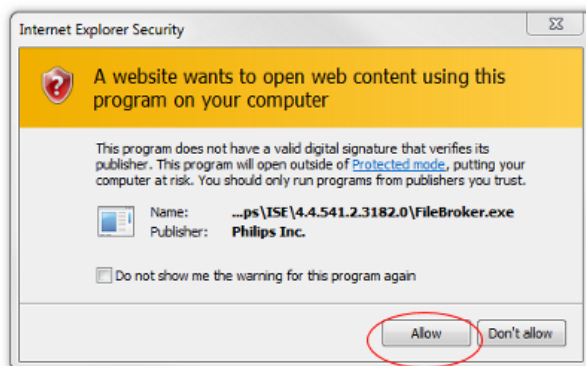 Internet Explorer Security
A website wants to open web content using this
program on your computer
This program does not have a valid digital signature that verifies its
publisher. This program will open outside of Protected mode, putting your
computer at risk. You should only run programs from publishers you trust.
Name: ...ps\ISE\4.4.541.2.3182.0\FileBroker.exe
Publisher: Philips Inc.
Do not show me the warning for this program again
Allow Don't allow